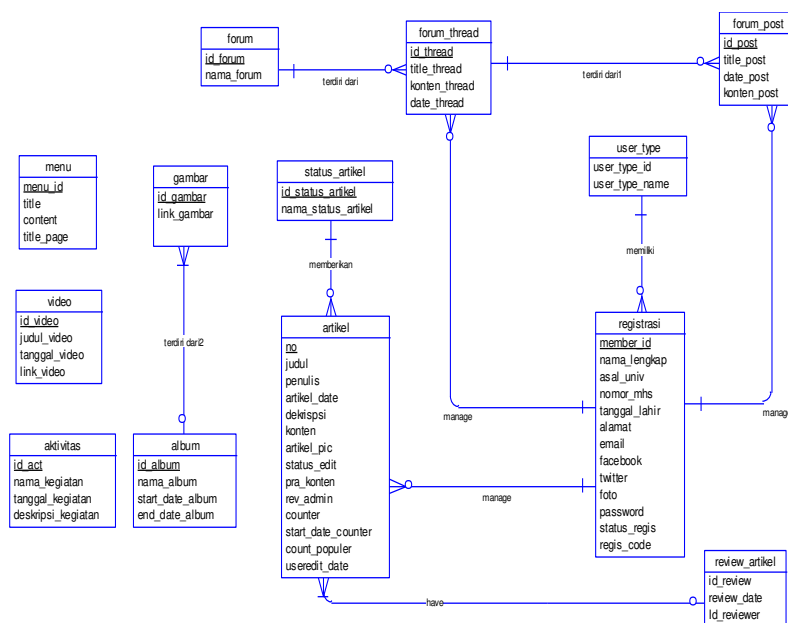 forum
id_forum
nama_forum
terdiri dari
forum_thread
id_thread
title_thread
konten_thread
date_thread
terdiri dari1
forum_post
id_post
title_post
date_post
konten_post
menu
menu_id
title
content
title_page
gambar
id_gambar
link_gambar
status_artikel
id_status_artikel
nama_status_artikel
user_type
user_type_id
user_type_name
memberikan
memiliki
video
id_video
judul_video
tanggal_video
link_video
terdiri dari2
artikel
no
judul
penulis
artikel_date
dekrispsi
konten
artikel_pic
status_edit
pra_konten
rev_admin
counter
start_date_counter
count_populer
useredit_date
manage
manage
registrasi
member_id
nama_lengkap
asal_univ
nomor_mhs
tanggal_lahir
alamat
email
facebook
twitter
foto
password
status_regis
regis_code
manage
aktivitas
id_act
nama_kegiatan
tanggal_kegiatan
deskripsi_kegiatan
album
id_album
nama_album
start_date_album
end_date_album
have
review_artikel
id_review
review_date
Id_reviewer